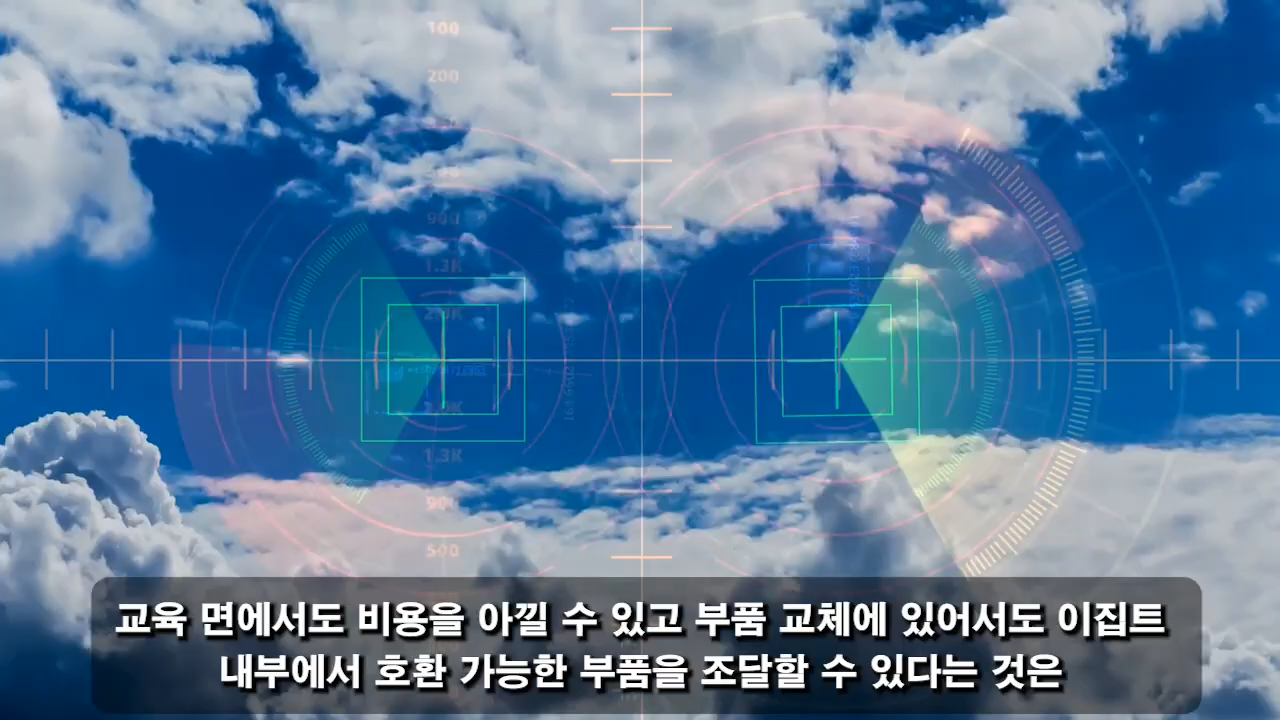 100
200
900
1.3K
1.3K
90K
500
교육 면에서도 비용을 아낄 수 있고 부품 교체에 있어서도 이집트
내부에서 호환 가능한 부품을 조달할 수 있다는 것은